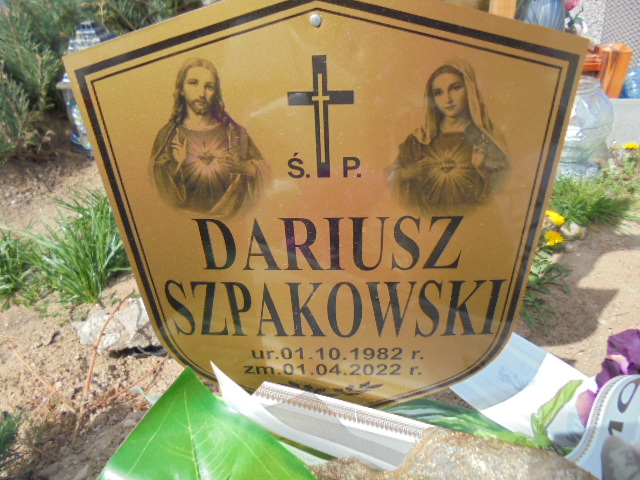 Ś. P.
DARIUSZ
SZPAKOWSKI
ur.01.10.1982 r.
zm.01.04.2022 r.